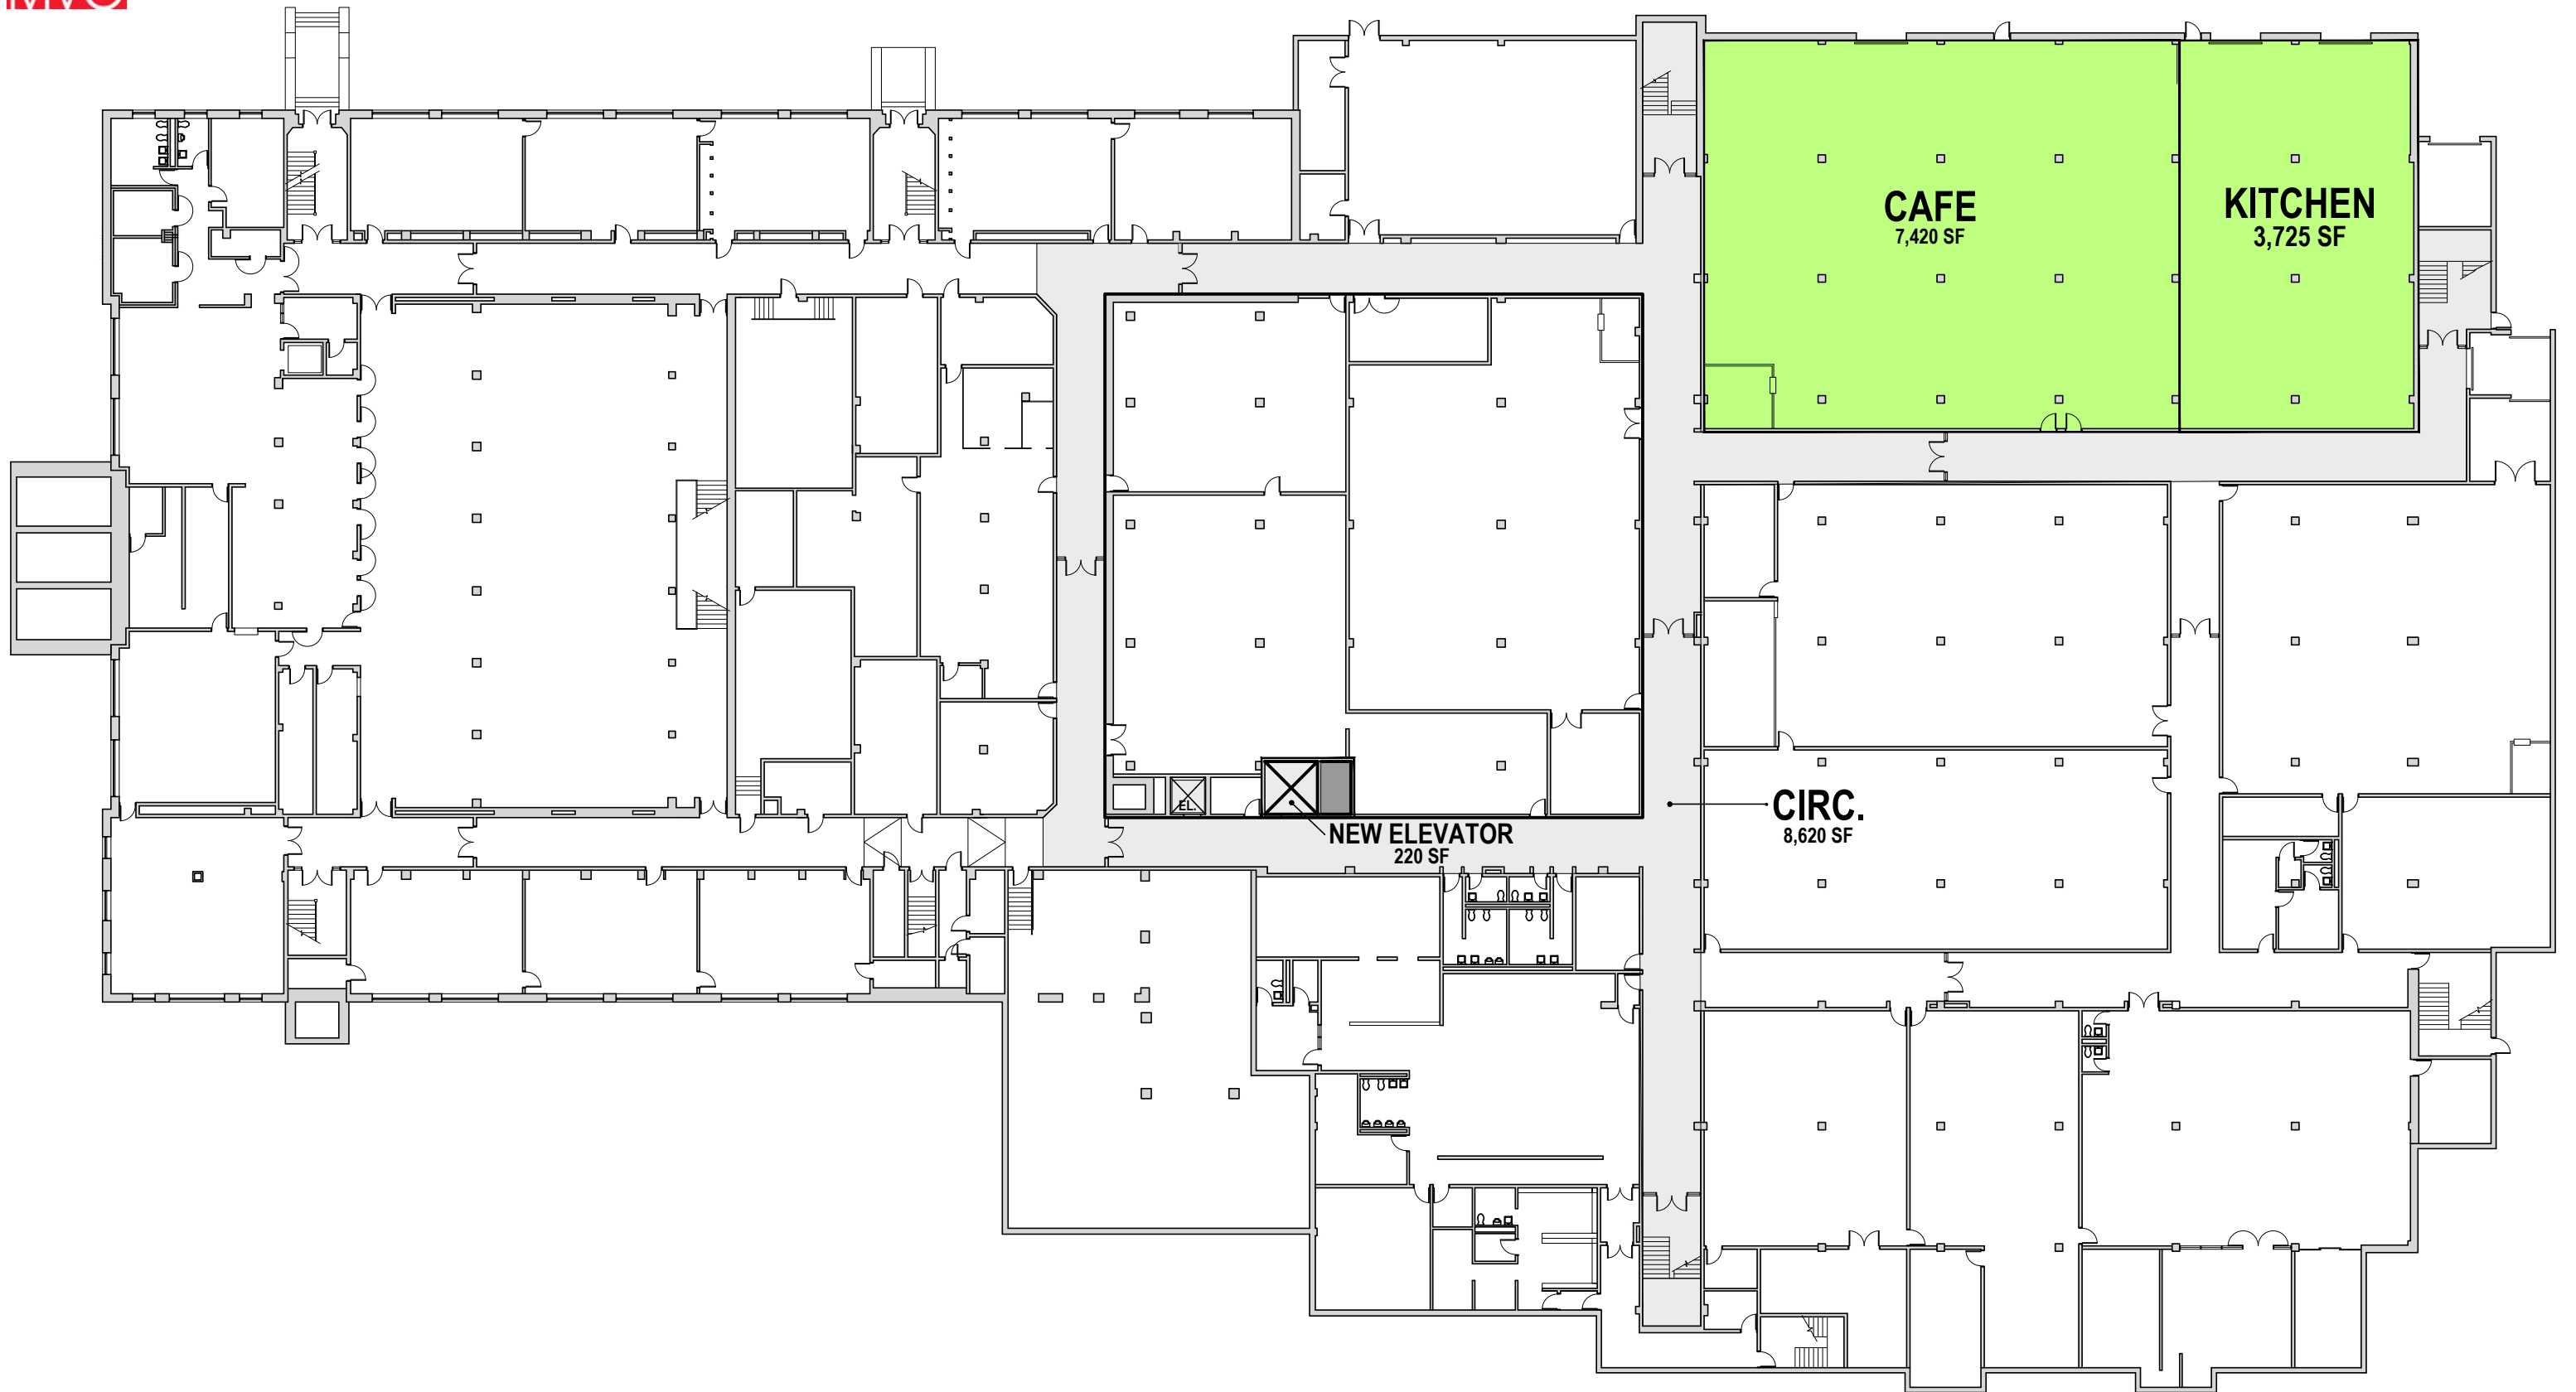 CAFE
7,420 SF
KITCHEN
3,725 SF
EL.
NEW ELEVATOR
220 SF
CIRC.
8,620 SF